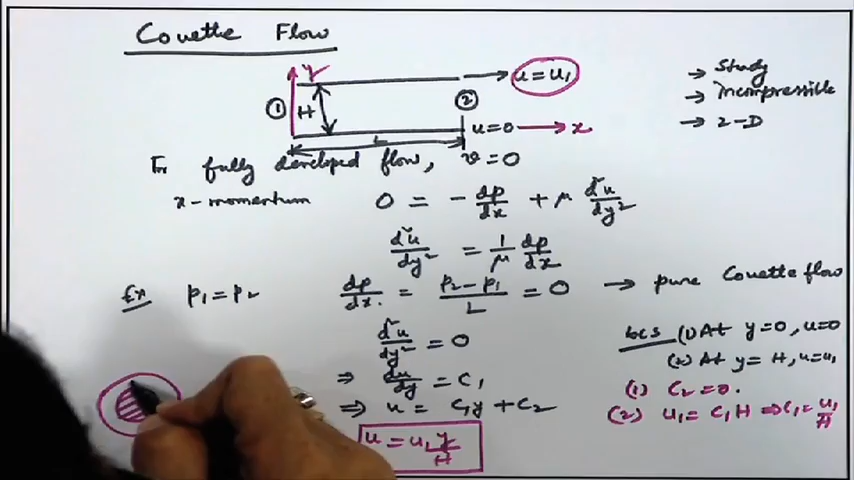 Couette Flow
Y
u = u₁
① H ②
L
u = 0 → x
→ Steady
→ incompressible
→ 2-D
For fully developed flow, v = 0
x-momentum 0 = - dp/dx + μ d²u/dy²
d²u/dy² = 1/μ dp/dx
Ex p₁ = p₂ dp/dx = (p₂ - p₁)/L = 0 → pure Couette flow
d²u/dy² = 0
⇒ du/dy = C₁
⇒ u = C₁y + C₂
u = u₁ y/H
bcs (1) At y = 0, u = 0
(2) At y = H, u = u₁
(1) C₂ = 0.
(2) u₁ = C₁ H ⇒ C₁ = u₁/H